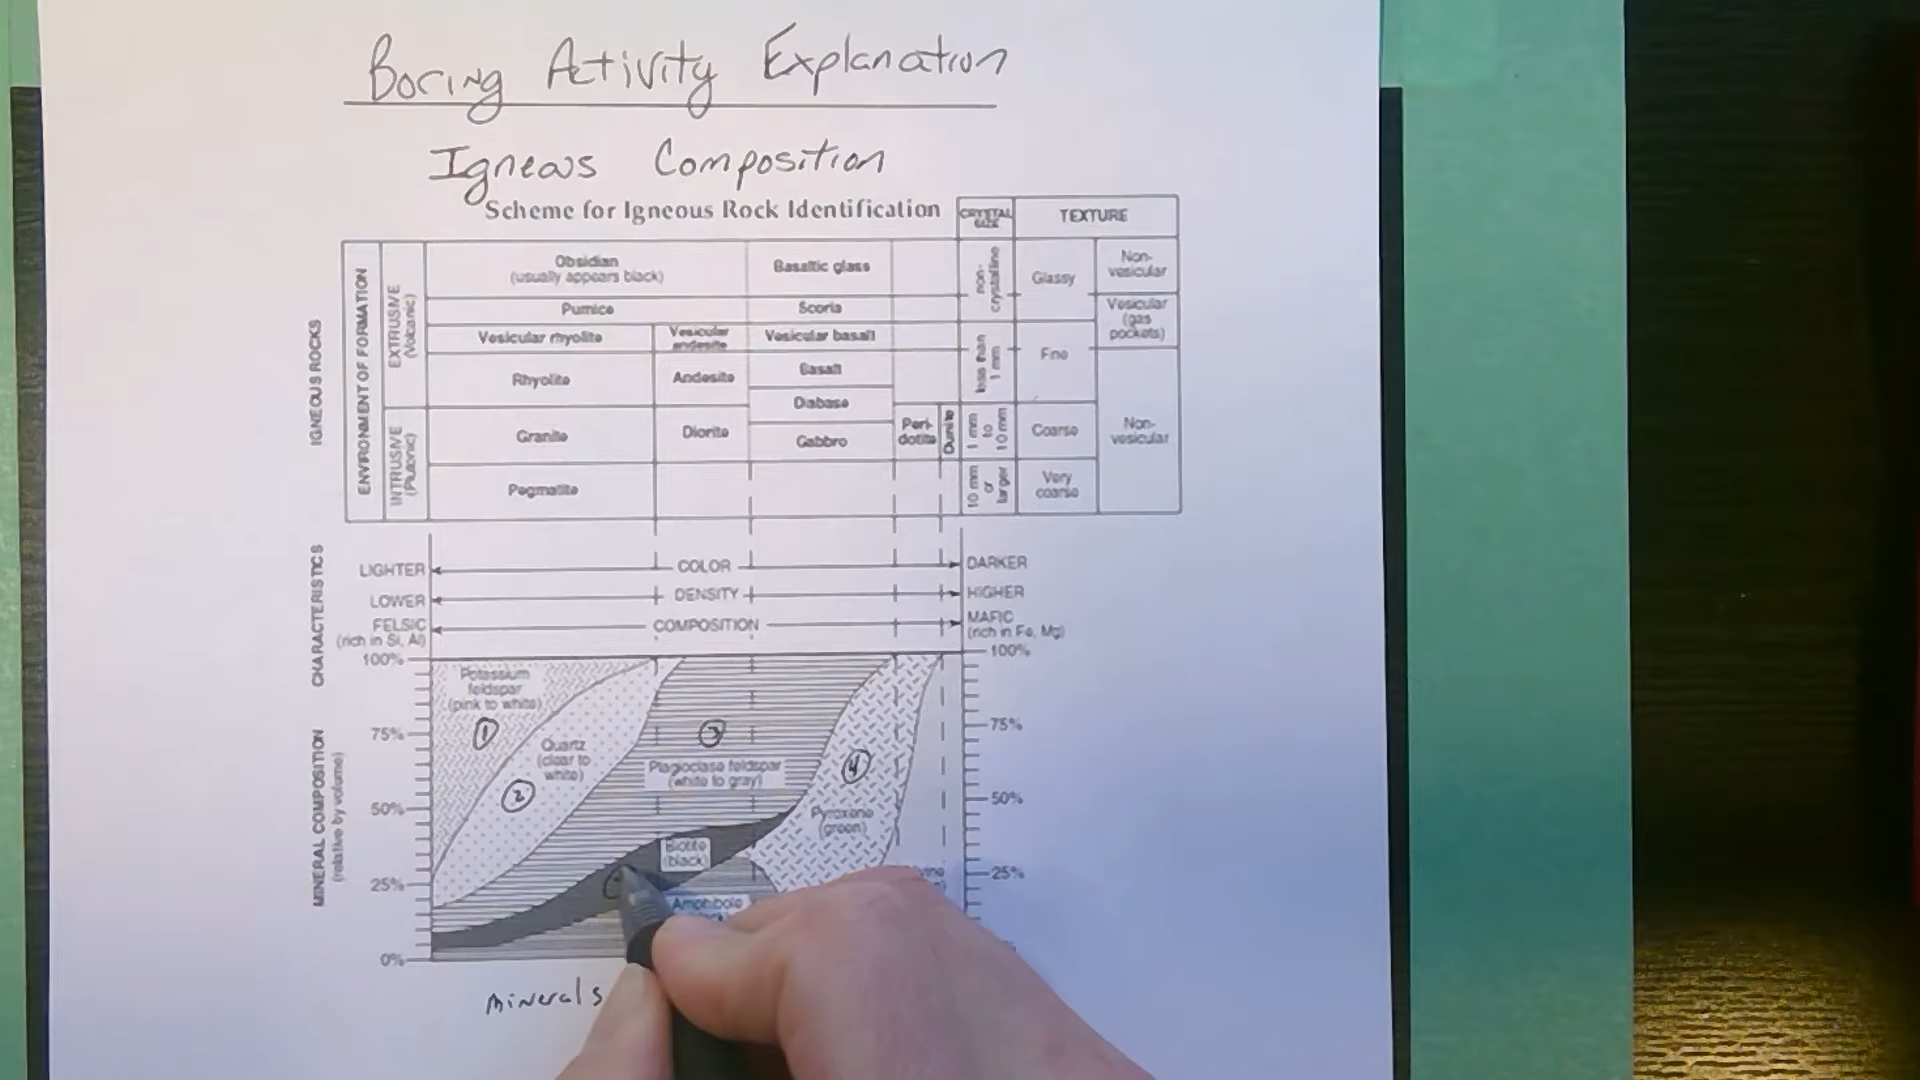 Boring Activity Explanation
Igneous Composition
Scheme for Igneous Rock Identification
CRYSTAL SIZE
TEXTURE
IGNEOUS ROCKS
ENVIRONMENT OF FORMATION
EXTRUSIVE (Volcanic)
INTRUSIVE (Plutonic)
Obsidian
(usually appears black)
Basaltic glass
non-crystalline
Glassy
Non-
vesicular
Pumice
Scoria
Vesicular
(gas
pockets)
Vesicular rhyolite
Vesicular
andesite
Vesicular basalt
less than
1 mm
Fine
Rhyolite
Andesite
Basalt
Diabase
Granite
Diorite
Gabbro
Peri-
dotite
Dunite
1 mm
to
10 mm
Coarse
Non-
vesicular
Pegmatite
10 mm
or
larger
Very
coarse
CHARACTERISTICS
LIGHTER
COLOR
DARKER
LOWER
DENSITY
HIGHER
FELSIC
(rich in Si, Al)
COMPOSITION
MAFIC
(rich in Fe, Mg)
MINERAL COMPOSITION
(relative by volume)
100%
100%
Potassium
feldspar
(pink to white)
75%
1
3
75%
Quartz
(clear to
white)
Plagioclase feldspar
(white to gray)
4
2
50%
50%
Pyroxene
(green)
Biotite
(black)
25%
25%
Amphibole
0%
minerals